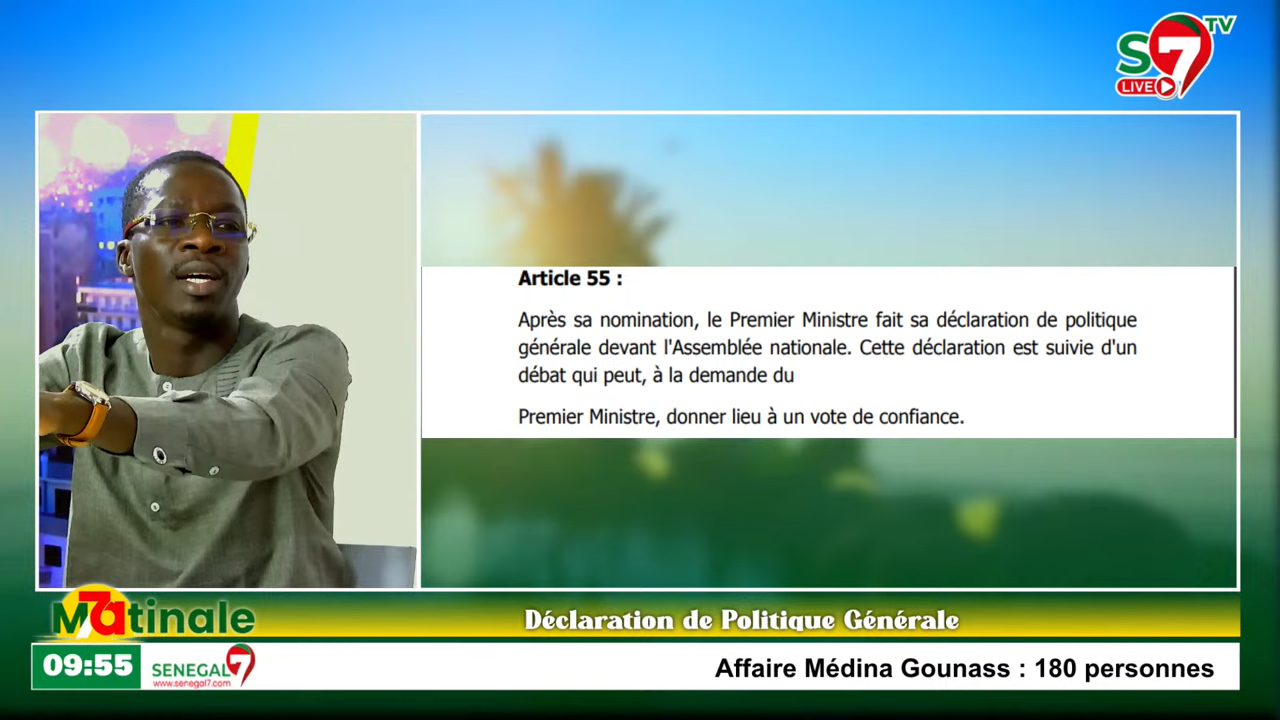 S7 TV
LIVE
Article 55 :
Après sa nomination, le Premier Ministre fait sa déclaration de politique
générale devant l'Assemblée nationale. Cette déclaration est suivie d'un
débat qui peut, à la demande du
Premier Ministre, donner lieu à un vote de confiance.
M7atinale
Déclaration de Politique Générale
09:55
SENEGAL7
www.senegal7.com
Affaire Médina Gounass : 180 personnes